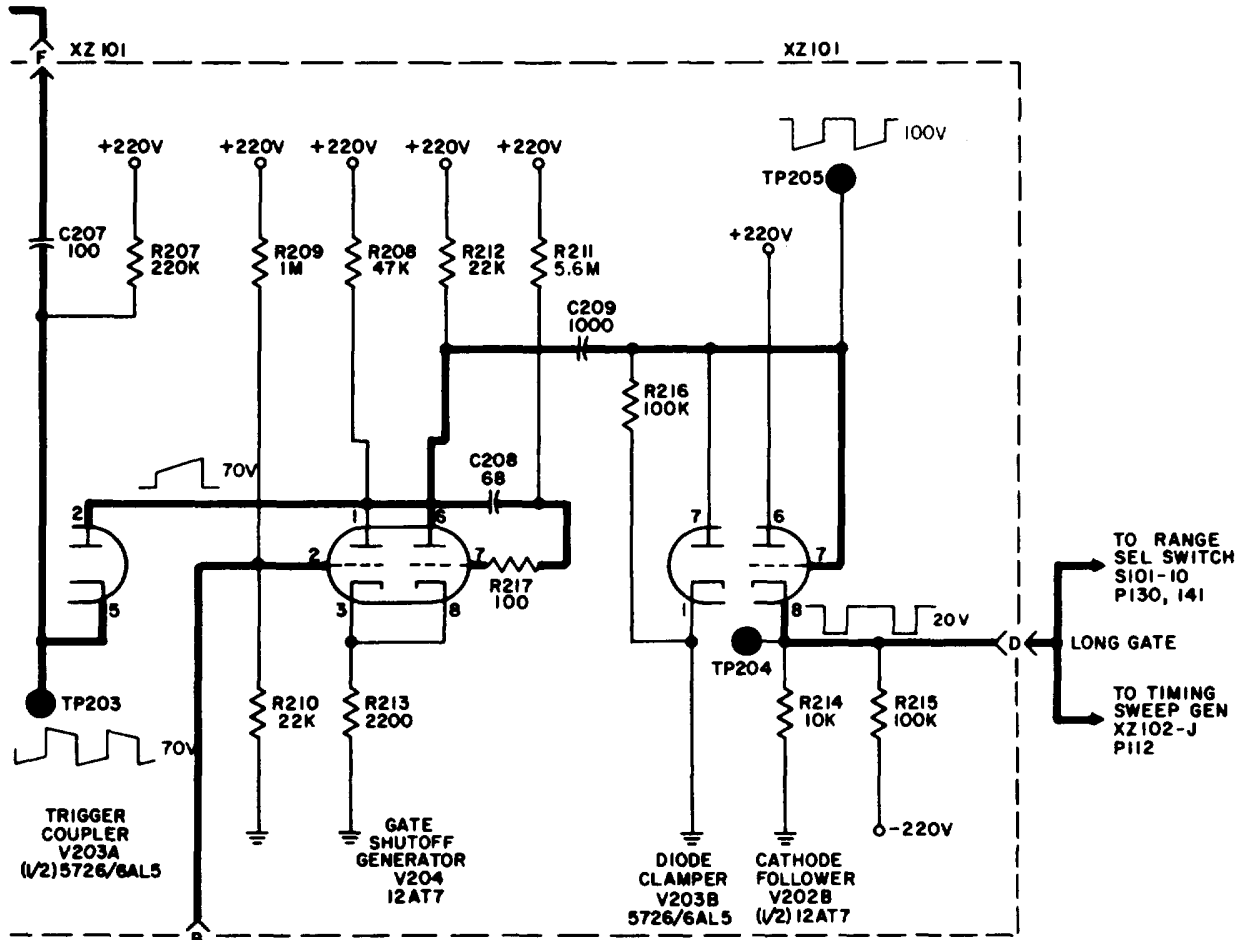 F
XZ101
XZ101
100V
TP205
+220V
+220V
+220V
+220V
+220V
+220V
C207
100
R207
220K
R209
1M
R208
47K
R212
22K
R211
5.6M
C209
1000
R216
100K
70V
C208
68
2
5
1
6
2
7
3
8
R217
100
7
6
7
1
8
20V
TP204
D
LONG GATE
TO RANGE
SEL SWITCH
S101-10
P130, 141
TO TIMING
SWEEP GEN
XZ102-J
P112
TP203
70V
R210
22K
R213
2200
R214
10K
R215
100K
-220V
TRIGGER
COUPLER
V203A
(1/2)5726/6AL5
GATE
SHUTOFF
GENERATOR
V204
12AT7
DIODE
CLAMPER
V203B
5726/6AL5
CATHODE
FOLLOWER
V202B
(1/2)12AT7